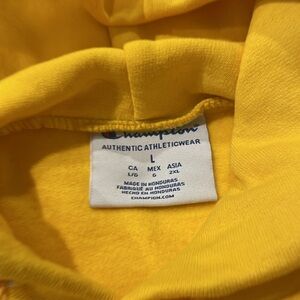 Champion
AUTHENTIC ATHLETICWEAR
L
CA MEX ASIA
L/G G 2XL
MADE IN HONDURAS
FABRIQUÉ AU HONDURAS
HECHO EN HONDURAS
CHAMPION.COM